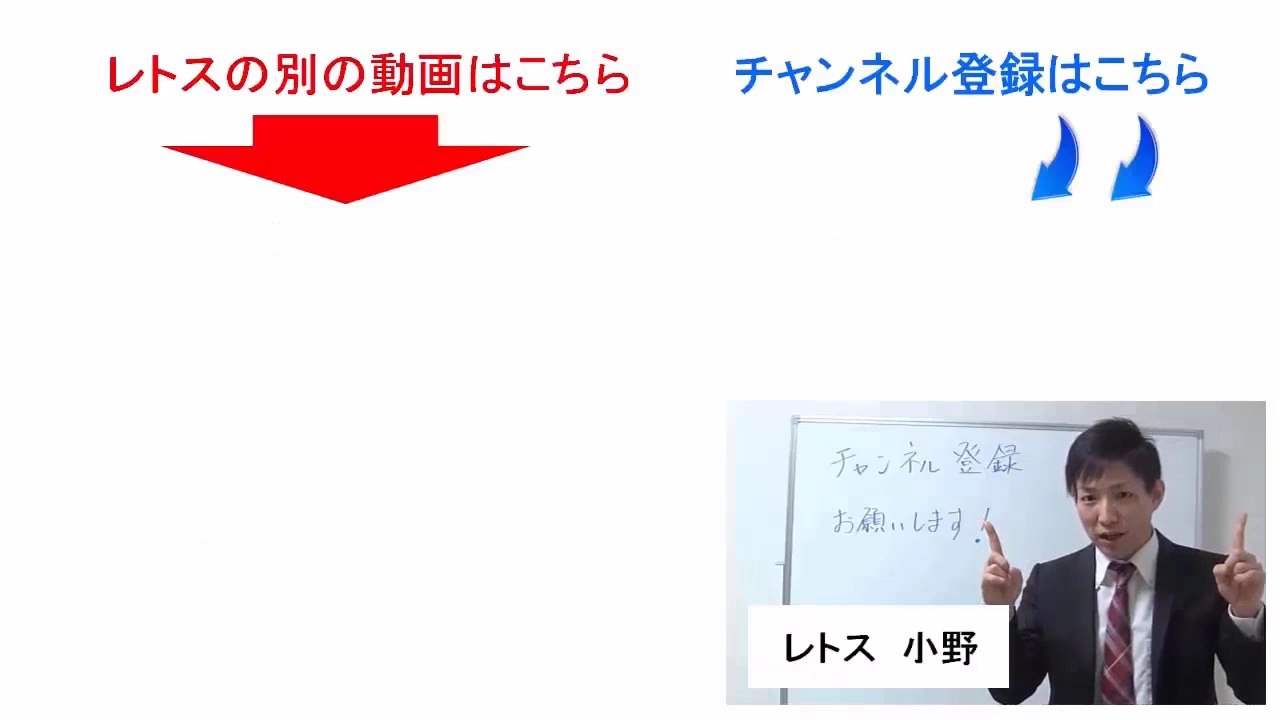 レトスの別の動画はこちら
チャンネル登録はこちら
チャンネル 登録
お願いします!
レトス 小野